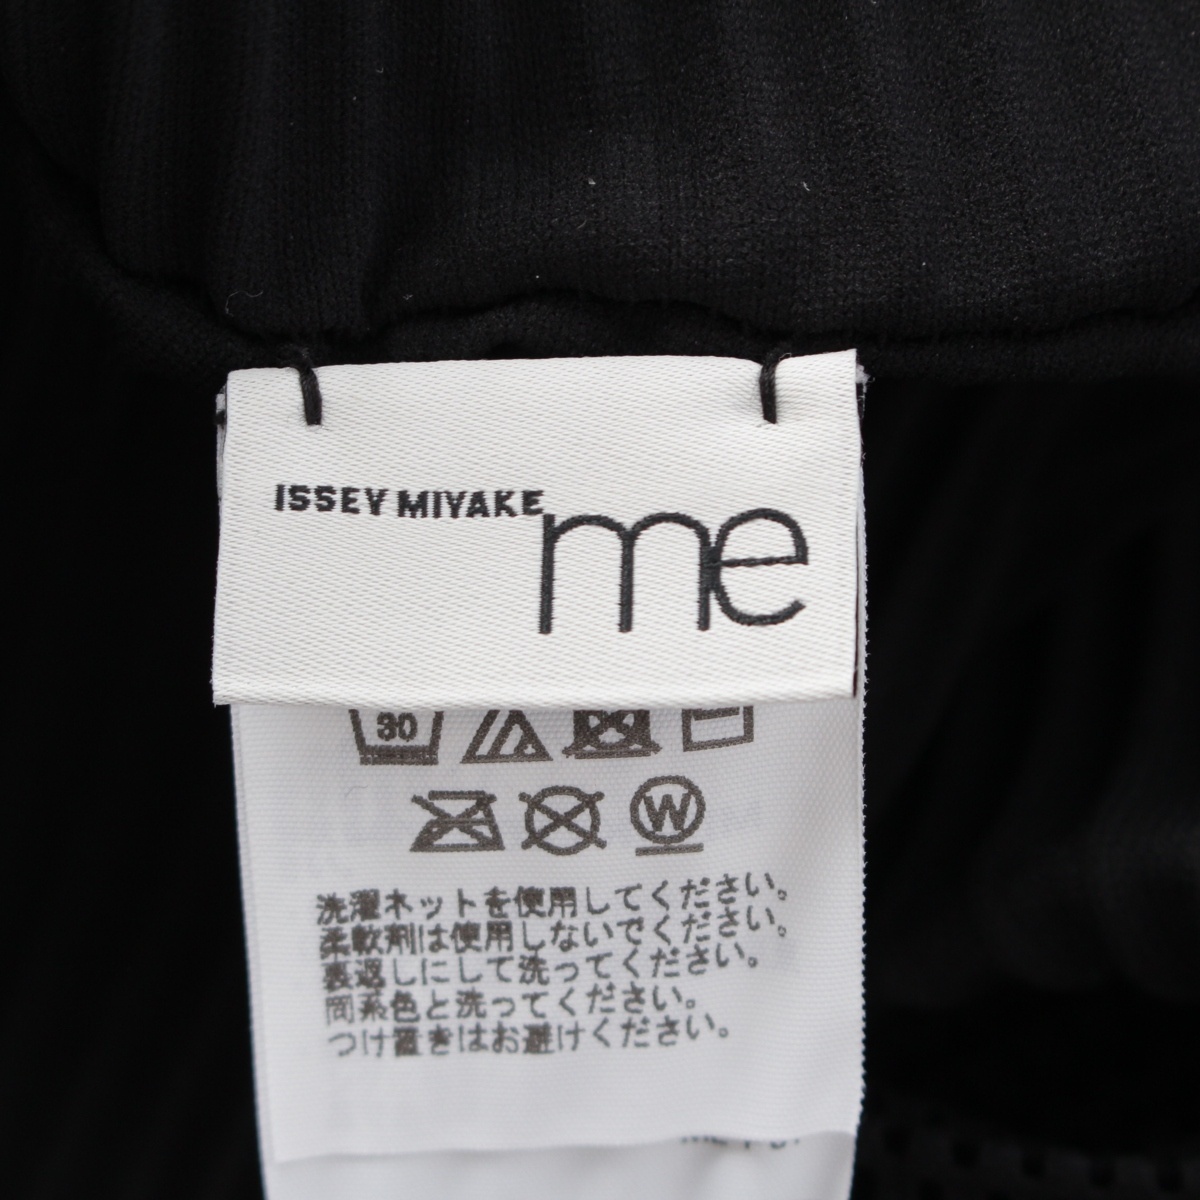 ISSEY MIYAKE
me
30
W
洗濯ネットを使用してください。
柔軟剤は使用しないでください。
裏返しにして洗ってください。
同系色と洗ってください。
つけ置きはお避けください。